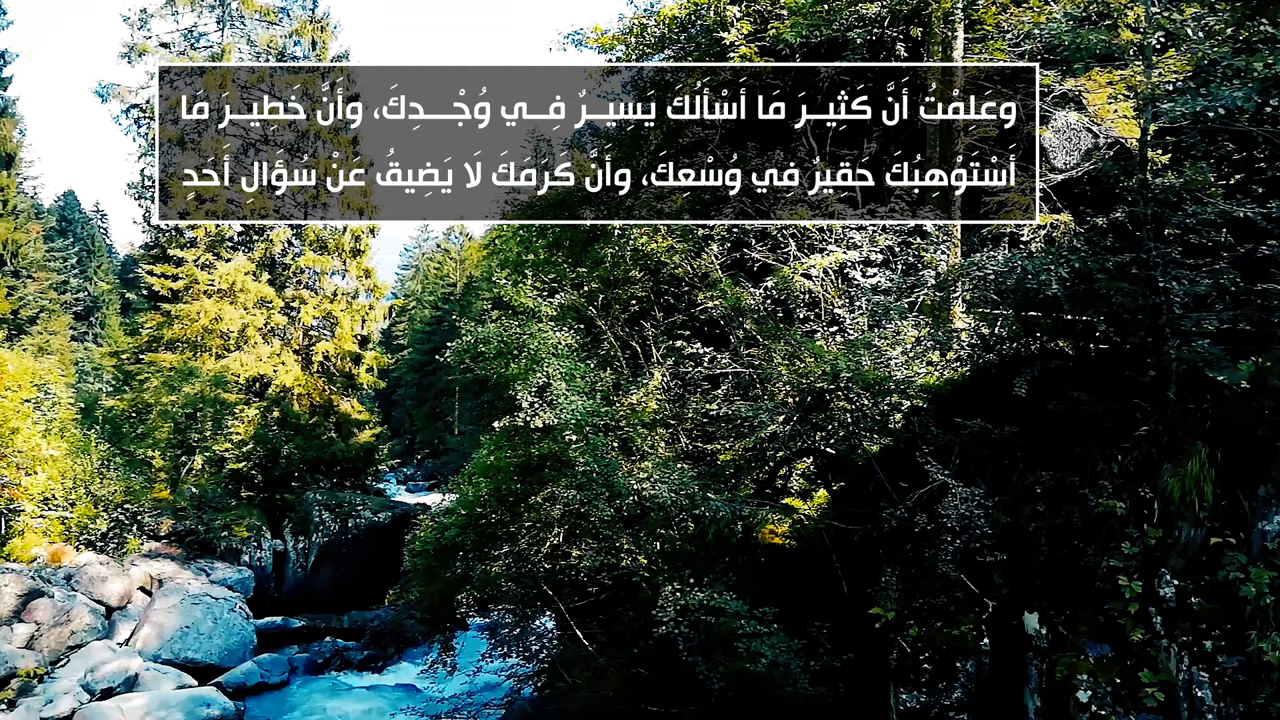 وعَلِمْتُ أَنَّ كَثِيـرَ مَا أَسْأَلُكَ يَسِيـرٌ فِـي وُجْـدِكَ، وأَنَّ خَطِيـرَ مَا
أَسْتَوْهِبُكَ حَقِيرٌ في وُسْعِكَ، وأَنَّ كَرَمَكَ لَا يَضِيقُ عَنْ سُؤَالِ أَحَدٍ